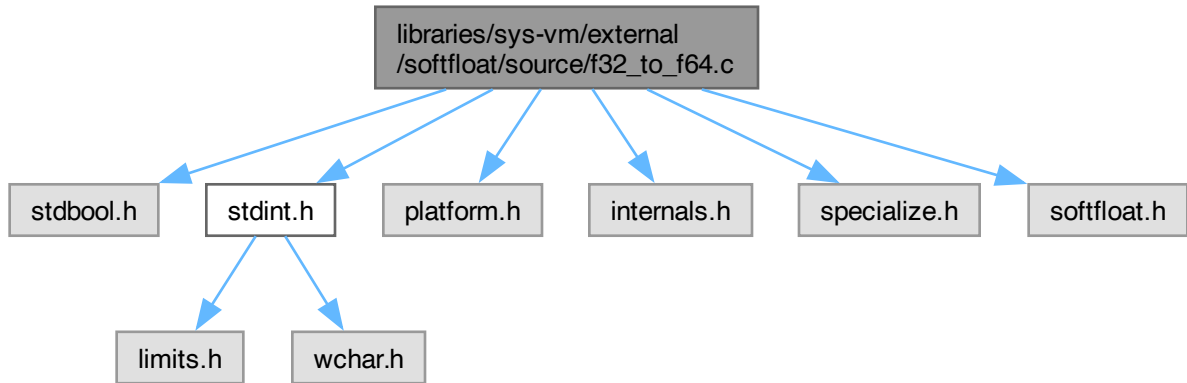 libraries/sys-vm/external
/softfloat/source/f32_to_f64.c
stdbool.h
stdint.h
platform.h
internals.h
specialize.h
softfloat.h
limits.h
wchar.h